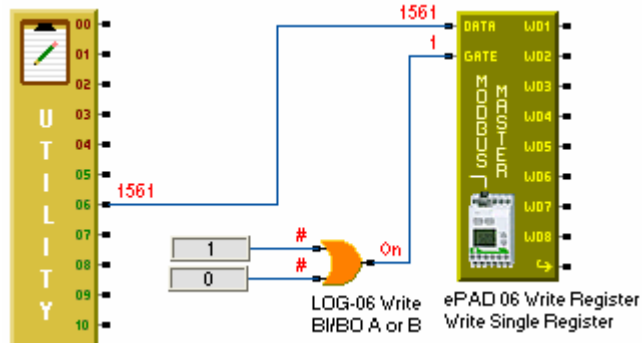 00
01
02
03
04
05
06
07
08
09
10
UTILITY
1561
1561
DATA WD1
1
GATE WD2
WD3
WD4
WD5
WD6
WD7
WD8
MODBUS
MASTER
1
#
0
#
On
LOG-06 Write
BI/BO A or B
ePAD 06 Write Register
Write Single Register